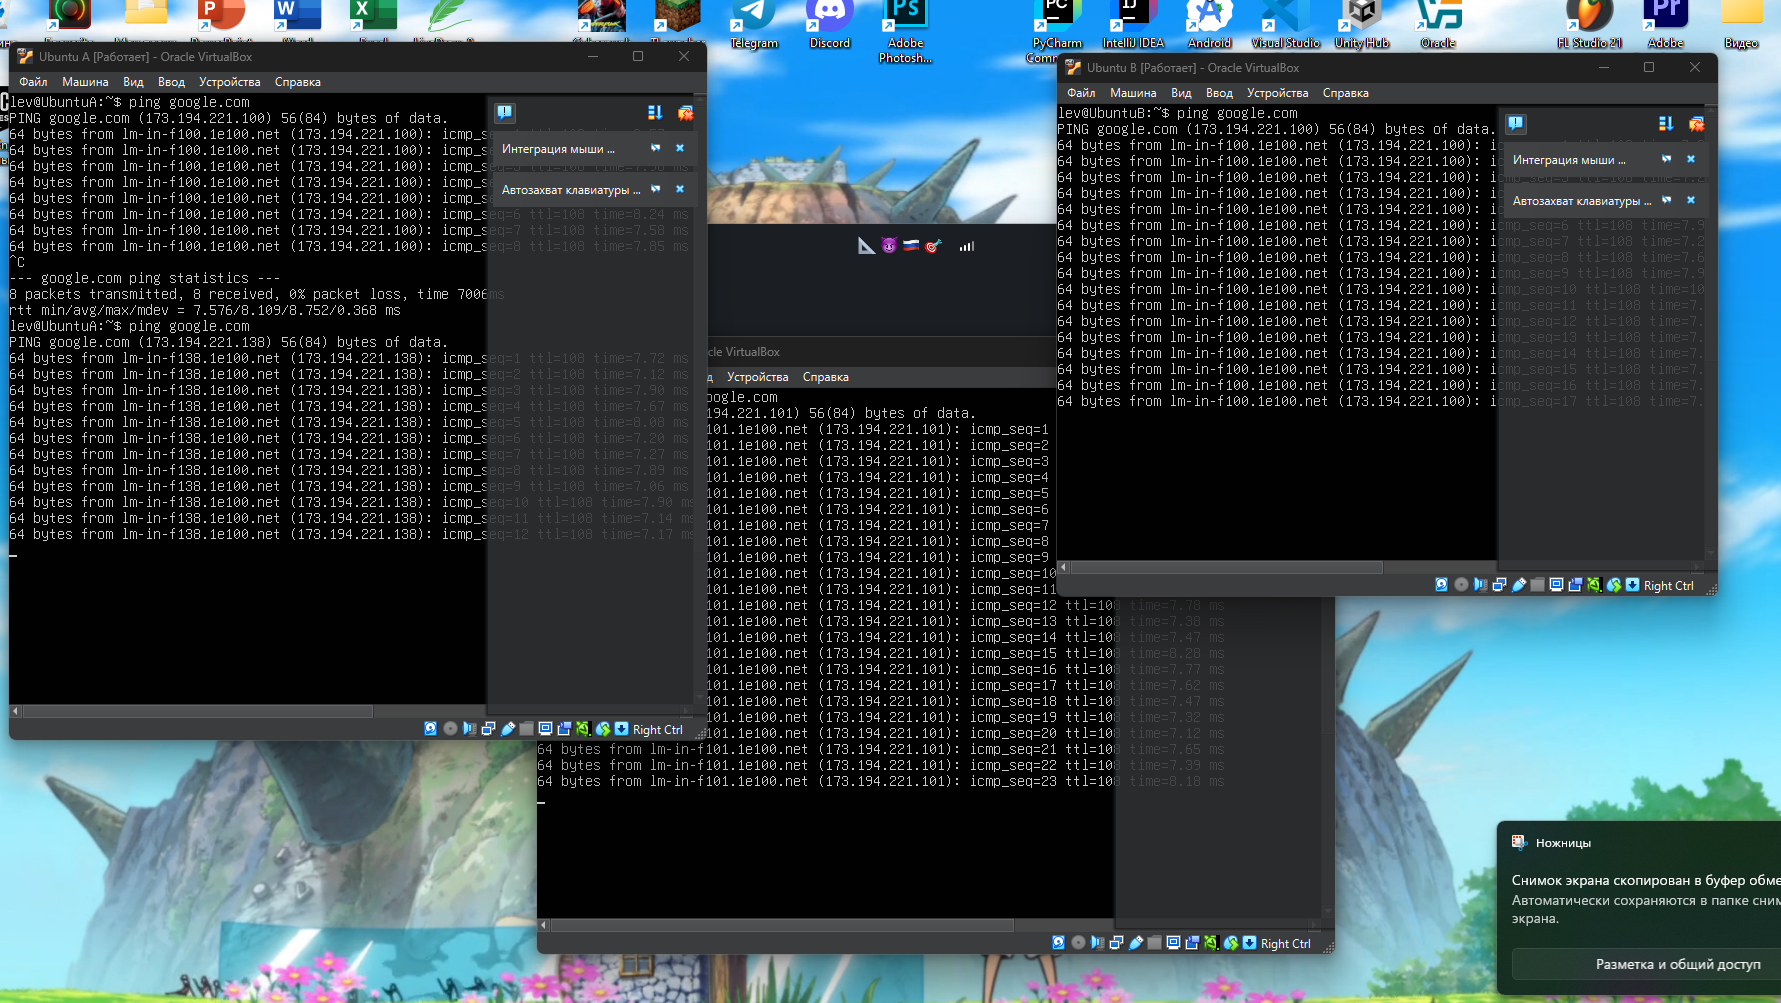 Telegram
Discord
Adobe
Photosh...
PyCharm
IntelliJ IDEA
Android
Visual Studio
Unity Hub
Oracle
FL Studio 21
Adobe
Видео
Ubuntu A [Работает] - Oracle VirtualBox
Файл Машина Вид Ввод Устройства Справка
lev@UbuntuA:~$ ping google.com
PING google.com (173.194.221.100) 56(84) bytes of data.
64 bytes from lm-in-f100.1e100.net (173.194.221.100): icmp_s
64 bytes from lm-in-f100.1e100.net (173.194.221.100): icmp_s
64 bytes from lm-in-f100.1e100.net (173.194.221.100): icmp_s
64 bytes from lm-in-f100.1e100.net (173.194.221.100): icmp_s
64 bytes from lm-in-f100.1e100.net (173.194.221.100): icmp_s
64 bytes from lm-in-f100.1e100.net (173.194.221.100): icmp_seq=6 ttl=108 time=8.24 ms
64 bytes from lm-in-f100.1e100.net (173.194.221.100): icmp_seq=7 ttl=108 time=7.58 ms
64 bytes from lm-in-f100.1e100.net (173.194.221.100): icmp_seq=8 ttl=108 time=7.85 ms
^C
--- google.com ping statistics ---
8 packets transmitted, 8 received, 0% packet loss, time 7006ms
rtt min/avg/max/mdev = 7.576/8.109/8.752/0.368 ms
lev@UbuntuA:~$ ping google.com
PING google.com (173.194.221.138) 56(84) bytes of data.
64 bytes from lm-in-f138.1e100.net (173.194.221.138): icmp_seq=1 ttl=108 time=7.72 ms
64 bytes from lm-in-f138.1e100.net (173.194.221.138): icmp_seq=2 ttl=108 time=7.12 ms
64 bytes from lm-in-f138.1e100.net (173.194.221.138): icmp_seq=3 ttl=108 time=7.90 ms
64 bytes from lm-in-f138.1e100.net (173.194.221.138): icmp_seq=4 ttl=108 time=7.67 ms
64 bytes from lm-in-f138.1e100.net (173.194.221.138): icmp_seq=5 ttl=108 time=8.08 ms
64 bytes from lm-in-f138.1e100.net (173.194.221.138): icmp_seq=6 ttl=108 time=7.20 ms
64 bytes from lm-in-f138.1e100.net (173.194.221.138): icmp_seq=7 ttl=108 time=7.27 ms
64 bytes from lm-in-f138.1e100.net (173.194.221.138): icmp_seq=8 ttl=108 time=7.89 ms
64 bytes from lm-in-f138.1e100.net (173.194.221.138): icmp_seq=9 ttl=108 time=7.06 ms
64 bytes from lm-in-f138.1e100.net (173.194.221.138): icmp_seq=10 ttl=108 time=7.90 ms
64 bytes from lm-in-f138.1e100.net (173.194.221.138): icmp_seq=11 ttl=108 time=7.14 ms
64 bytes from lm-in-f138.1e100.net (173.194.221.138): icmp_seq=12 ttl=108 time=7.17 ms
Интеграция мыши ...
Автозахват клавиатуры ...
Right Ctrl
cle VirtualBox
д Устройства Справка
oogle.com
94.221.101) 56(84) bytes of data.
101.1e100.net (173.194.221.101): icmp_seq=1
101.1e100.net (173.194.221.101): icmp_seq=2
101.1e100.net (173.194.221.101): icmp_seq=3
101.1e100.net (173.194.221.101): icmp_seq=4
101.1e100.net (173.194.221.101): icmp_seq=5
101.1e100.net (173.194.221.101): icmp_seq=6
101.1e100.net (173.194.221.101): icmp_seq=7
101.1e100.net (173.194.221.101): icmp_seq=8
101.1e100.net (173.194.221.101): icmp_seq=9
101.1e100.net (173.194.221.101): icmp_seq=10
101.1e100.net (173.194.221.101): icmp_seq=11
101.1e100.net (173.194.221.101): icmp_seq=12 ttl=108 time=7.78 ms
101.1e100.net (173.194.221.101): icmp_seq=13 ttl=108 time=7.38 ms
101.1e100.net (173.194.221.101): icmp_seq=14 ttl=108 time=7.47 ms
101.1e100.net (173.194.221.101): icmp_seq=15 ttl=108 time=8.28 ms
101.1e100.net (173.194.221.101): icmp_seq=16 ttl=108 time=7.77 ms
101.1e100.net (173.194.221.101): icmp_seq=17 ttl=108 time=7.62 ms
101.1e100.net (173.194.221.101): icmp_seq=18 ttl=108 time=7.47 ms
101.1e100.net (173.194.221.101): icmp_seq=19 ttl=108 time=7.32 ms
101.1e100.net (173.194.221.101): icmp_seq=20 ttl=108 time=7.12 ms
64 bytes from lm-in-f101.1e100.net (173.194.221.101): icmp_seq=21 ttl=108 time=7.65 ms
64 bytes from lm-in-f101.1e100.net (173.194.221.101): icmp_seq=22 ttl=108 time=7.39 ms
64 bytes from lm-in-f101.1e100.net (173.194.221.101): icmp_seq=23 ttl=108 time=8.18 ms
Right Ctrl
Ubuntu B [Работает] - Oracle VirtualBox
Файл Машина Вид Ввод Устройства Справка
lev@UbuntuB:~$ ping google.com
PING google.com (173.194.221.100) 56(84) bytes of data.
64 bytes from lm-in-f100.1e100.net (173.194.221.100): i
64 bytes from lm-in-f100.1e100.net (173.194.221.100): i
64 bytes from lm-in-f100.1e100.net (173.194.221.100): i
64 bytes from lm-in-f100.1e100.net (173.194.221.100): i
64 bytes from lm-in-f100.1e100.net (173.194.221.100): i
64 bytes from lm-in-f100.1e100.net (173.194.221.100): icmp_seq=6 ttl=108 time=7.9
64 bytes from lm-in-f100.1e100.net (173.194.221.100): icmp_seq=7 ttl=108 time=7.2
64 bytes from lm-in-f100.1e100.net (173.194.221.100): icmp_seq=8 ttl=108 time=7.6
64 bytes from lm-in-f100.1e100.net (173.194.221.100): icmp_seq=9 ttl=108 time=7.9
64 bytes from lm-in-f100.1e100.net (173.194.221.100): icmp_seq=10 ttl=108 time=10
64 bytes from lm-in-f100.1e100.net (173.194.221.100): icmp_seq=11 ttl=108 time=7.
64 bytes from lm-in-f100.1e100.net (173.194.221.100): icmp_seq=12 ttl=108 time=7.
64 bytes from lm-in-f100.1e100.net (173.194.221.100): icmp_seq=13 ttl=108 time=7.
64 bytes from lm-in-f100.1e100.net (173.194.221.100): icmp_seq=14 ttl=108 time=7.
64 bytes from lm-in-f100.1e100.net (173.194.221.100): icmp_seq=15 ttl=108 time=7.
64 bytes from lm-in-f100.1e100.net (173.194.221.100): icmp_seq=16 ttl=108 time=7.
64 bytes from lm-in-f100.1e100.net (173.194.221.100): icmp_seq=17 ttl=108 time=7.
Интеграция мыши ...
Автозахват клавиатуры ...
Right Ctrl
Ножницы
Снимок экрана скопирован в буфер обме
Автоматически сохраняются в папке сним
экрана.
Разметка и общий доступ